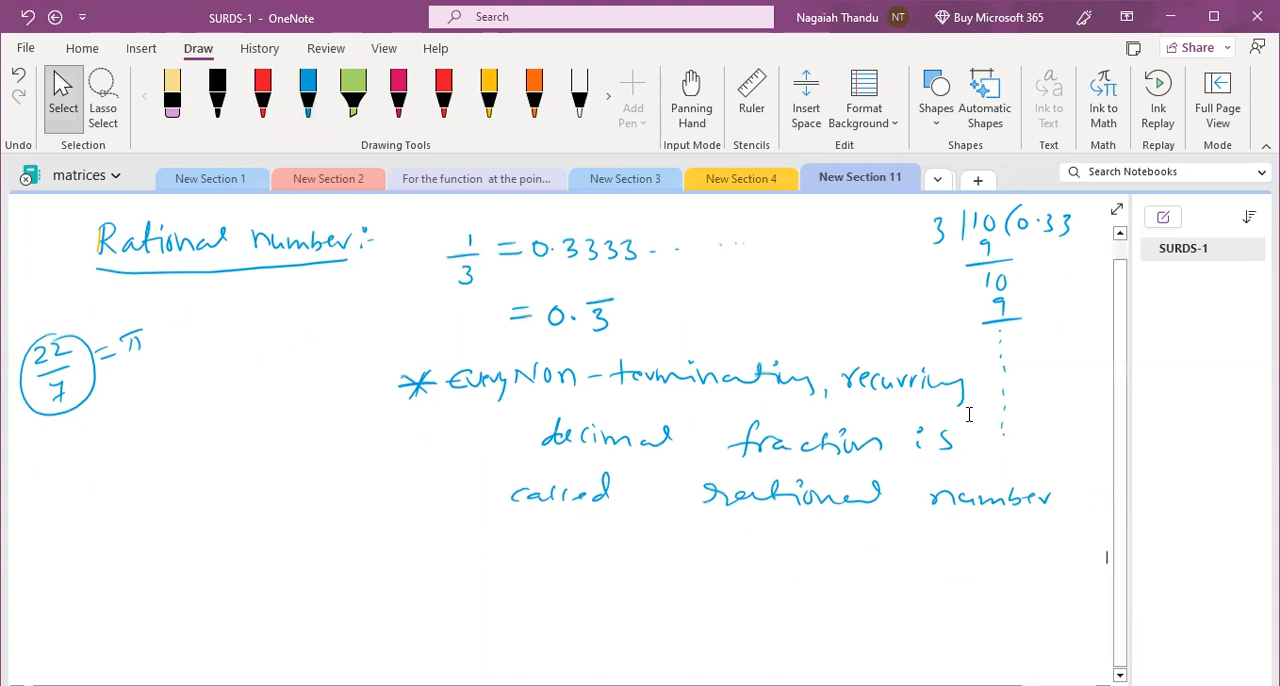 SURDS-1 - OneNote
Search
Nagaiah Thandu
NT
Buy Microsoft 365
File Home Insert Draw History Review View Help
Share
Undo
Select
Lasso Select
Selection
Drawing Tools
Add Pen
Panning Hand
Input Mode
Ruler
Stencils
Insert Space
Format Background
Edit
Shapes
Automatic Shapes
Shapes
Ink to Text
Text
Ink to Math
Math
Ink Replay
Replay
Full Page View
Mode
matrices
New Section 1
New Section 2
For the function at the poin...
New Section 3
New Section 4
New Section 11
Search Notebooks
SURDS-1
Rational number:-
1/3 = 0.3333.. . ...
= 0.3̅
3 | 10 ( 0.33
9
10
9
22/7 = π
* Every Non-terminating, recurring
decimal fraction is
called rational number